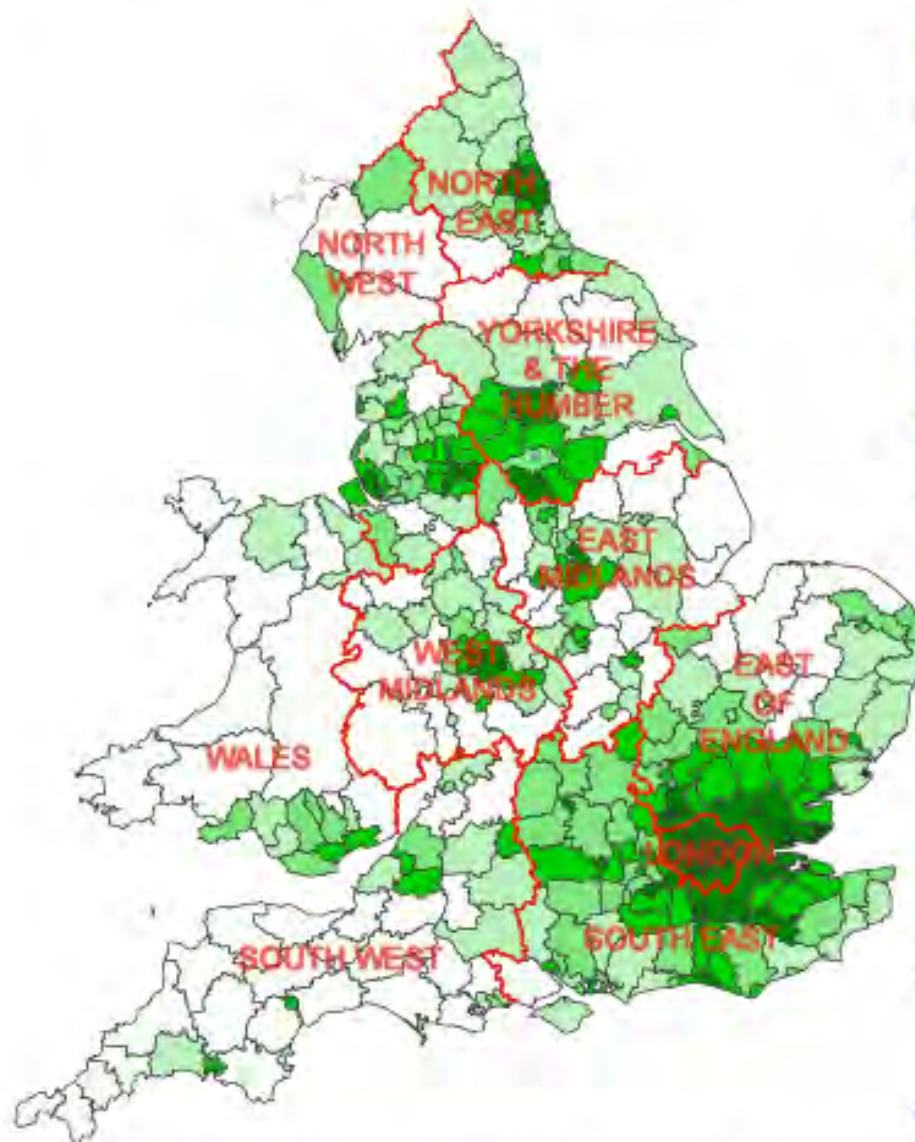 NORTH
EAST
NORTH
WEST
YORKSHIRE
& THE
HUMBER
EAST
MIDLANDS
WEST
MIDLANDS
EAST
OF
ENGLAND
WALES
LONDON
SOUTH EAST
SOUTH WEST